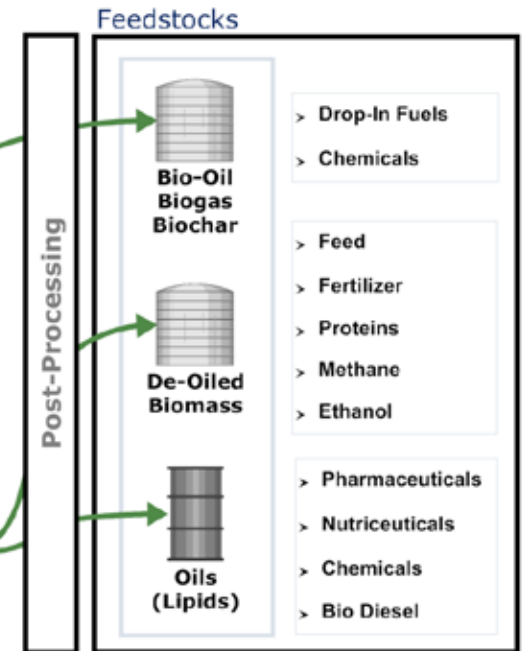 Feedstocks
Post-Processing
Bio-Oil
Biogas
Biochar
Drop-In Fuels
Chemicals
De-Oiled
Biomass
Feed
Fertilizer
Proteins
Methane
Ethanol
Oils
(Lipids)
Pharmaceuticals
Nutriceuticals
Chemicals
Bio Diesel